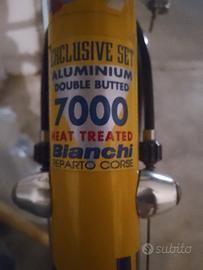 EXCLUSIVE SET
ALUMINIUM
DOUBLE BUTTED
7000
HEAT TREATED
Bianchi
REPARTO CORSE
subito